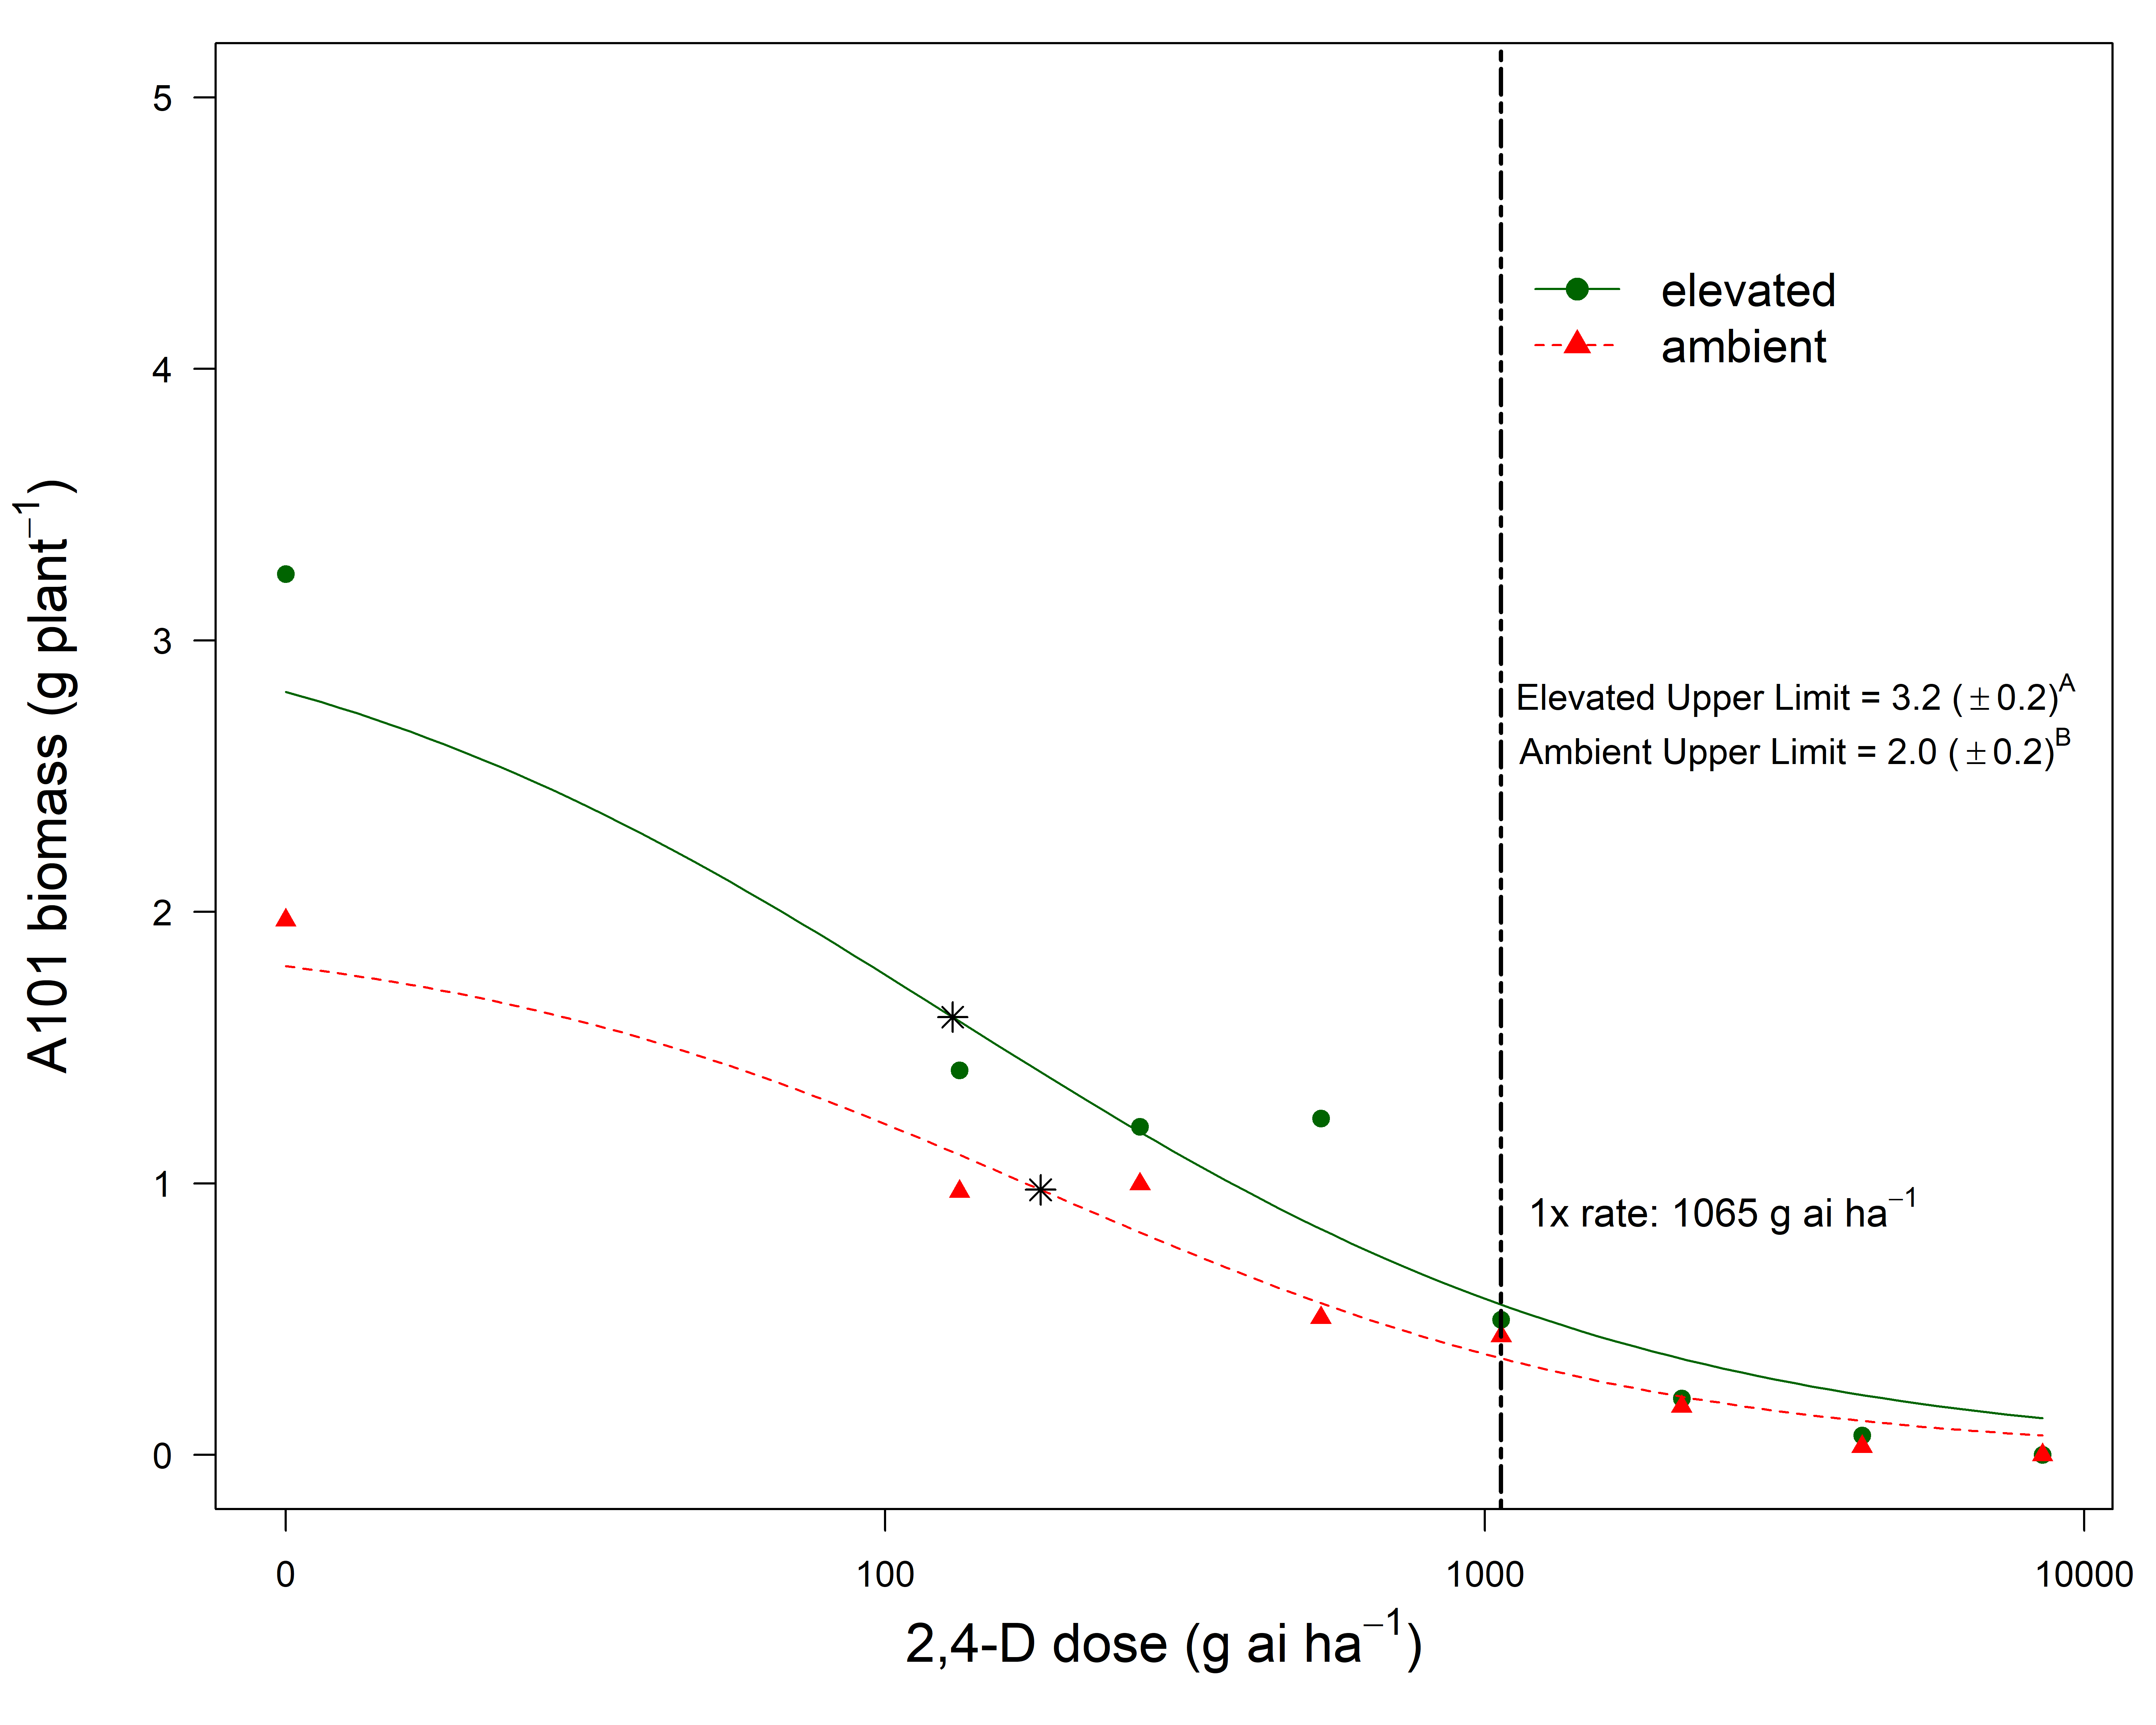 5
4
3
2
1
0
A101 biomass (g plant⁻¹)
elevated
ambient
Elevated Upper Limit = 3.2 (±0.2)ᴬ
Ambient Upper Limit = 2.0 (±0.2)ᴮ
1x rate: 1065 g ai ha⁻¹
0 100 1000 10000
2,4-D dose (g ai ha⁻¹)